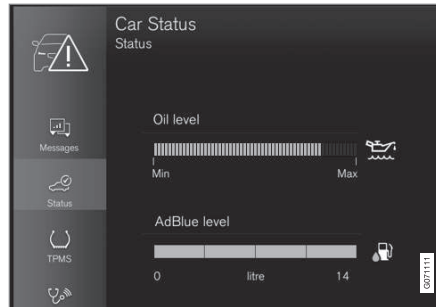 Car Status
Status
Messages
Status
TPMS
Oil level
Min Max
AdBlue level
0 litre 14
G071111